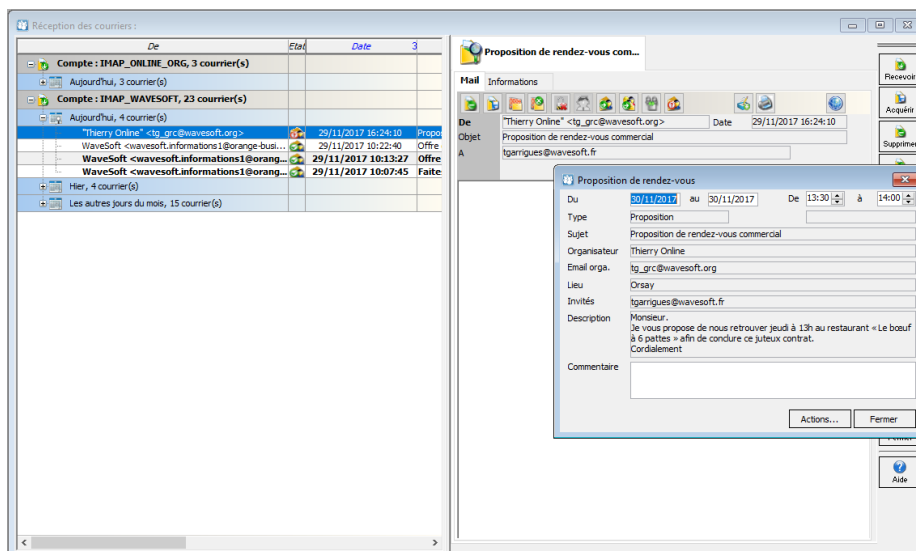 Réception des courriers :
De Etat Date 3
Compte : IMAP_ONLINE_ORG, 3 courrier(s)
Aujourd'hui, 3 courrier(s)
Compte : IMAP_WAVESOFT, 23 courrier(s)
Aujourd'hui, 4 courrier(s)
"Thierry Online" <tg_grc@wavesoft.org> 29/11/2017 16:24:10 Propo
WaveSoft <wavesoft.informations1@orange-busi... 29/11/2017 10:22:40 Offre
WaveSoft <wavesoft.informations1@orang... 29/11/2017 10:13:27 Offre
WaveSoft <wavesoft.informations1@orang... 29/11/2017 10:07:45 Faite
Hier, 4 courrier(s)
Les autres jours du mois, 15 courrier(s)
Proposition de rendez-vous com...
Mail Informations
De "Thierry Online" <tg_grc@wavesoft.org> Date 29/11/2017 16:24:10
Objet Proposition de rendez-vous commercial
A tgarrigues@wavesoft.fr
Recevoir
Acquérir
Supprimer
Proposition de rendez-vous
Du 30/11/2017 au 30/11/2017 De 13:30 à 14:00
Type Proposition
Sujet Proposition de rendez-vous commercial
Organisateur Thierry Online
Email orga. tg_grc@wavesoft.org
Lieu Orsay
Invités tgarrigues@wavesoft.fr
Description Monsieur.
Je vous propose de nous retrouver jeudi à 13h au restaurant « Le bœuf
à 6 pattes » afin de conclure ce juteux contrat.
Cordialement
Commentaire
Actions... Fermer
Aide